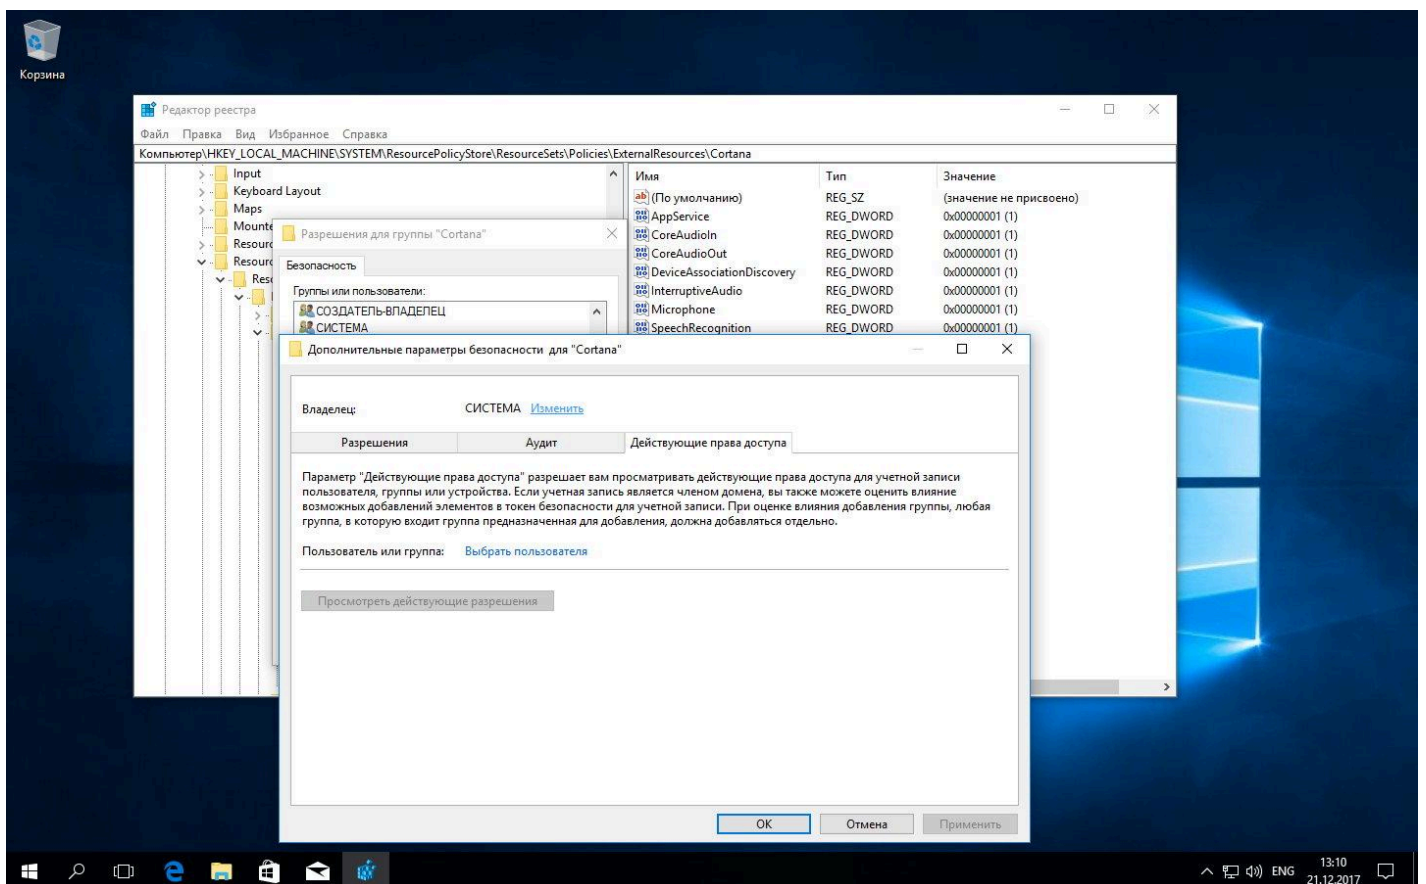 Корзина
Редактор реестра
Файл Правка Вид Избранное Справка
Компьютер\HKEY_LOCAL_MACHINE\SYSTEM\ResourcePolicyStore\ResourceSets\Policies\ExternalResources\Cortana
Input
Keyboard Layout
Maps
Mounte
Resourc
Resourc
Resc
Имя Тип Значение
(По умолчанию) REG_SZ (значение не присвоено)
AppService REG_DWORD 0x00000001 (1)
CoreAudioIn REG_DWORD 0x00000001 (1)
CoreAudioOut REG_DWORD 0x00000001 (1)
DeviceAssociationDiscovery REG_DWORD 0x00000001 (1)
InterruptiveAudio REG_DWORD 0x00000001 (1)
Microphone REG_DWORD 0x00000001 (1)
SpeechRecognition REG_DWORD 0x00000001 (1)
Разрешения для группы "Cortana"
Безопасность
Группы или пользователи:
СОЗДАТЕЛЬ-ВЛАДЕЛЕЦ
СИСТЕМА
Дополнительные параметры безопасности для "Cortana"
Владелец: СИСТЕМА Изменить
Разрешения Аудит Действующие права доступа
Параметр "Действующие права доступа" разрешает вам просматривать действующие права доступа для учетной записи
пользователя, группы или устройства. Если учетная запись является членом домена, вы также можете оценить влияние
возможных добавлений элементов в токен безопасности для учетной записи. При оценке влияния добавления группы, любая
группа, в которую входит группа предназначенная для добавления, должна добавляться отдельно.
Пользователь или группа: Выбрать пользователя
Просмотреть действующие разрешения
OK Отмена Применить
ENG 13:10
21.12.2017